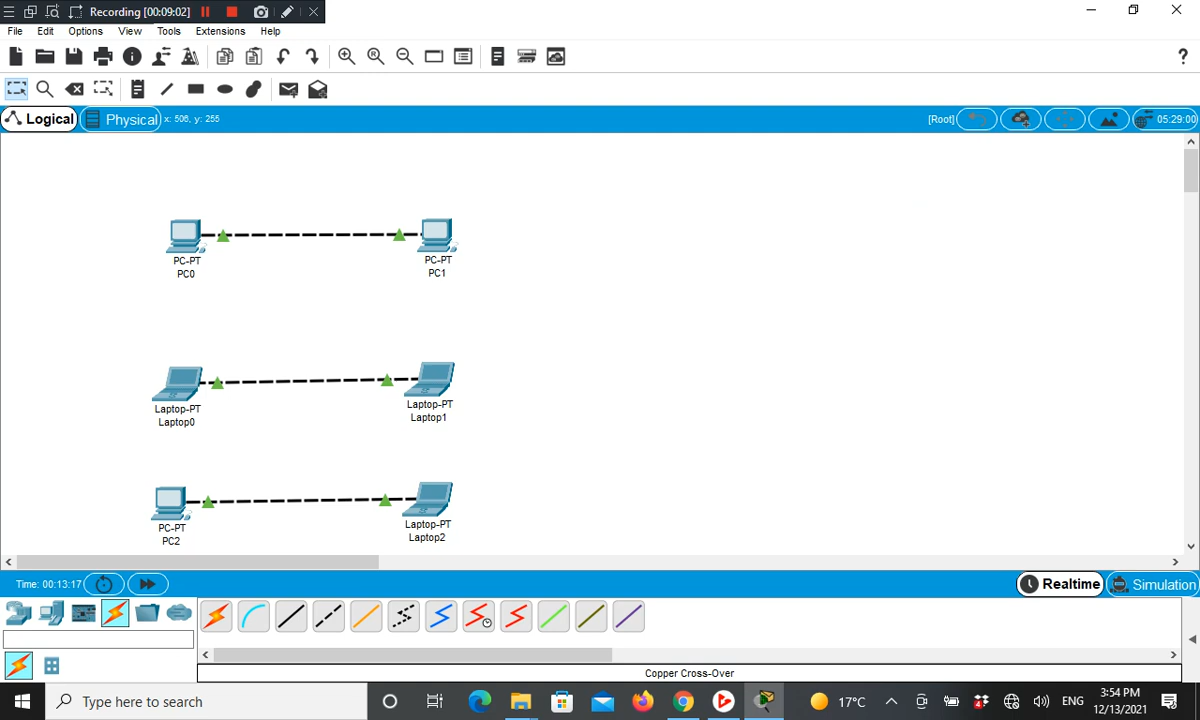 Recording [00:09:02]
File Edit Options View Tools Extensions Help
?
Logical Physical x: 506, y: 255 [Root] 05:29:00
PC-PT
PC0
PC-PT
PC1
Laptop-PT
Laptop0
Laptop-PT
Laptop1
PC-PT
PC2
Laptop-PT
Laptop2
Time: 00:13:17 Realtime Simulation
Copper Cross-Over
Type here to search 17°C ENG 3:54 PM
12/13/2021